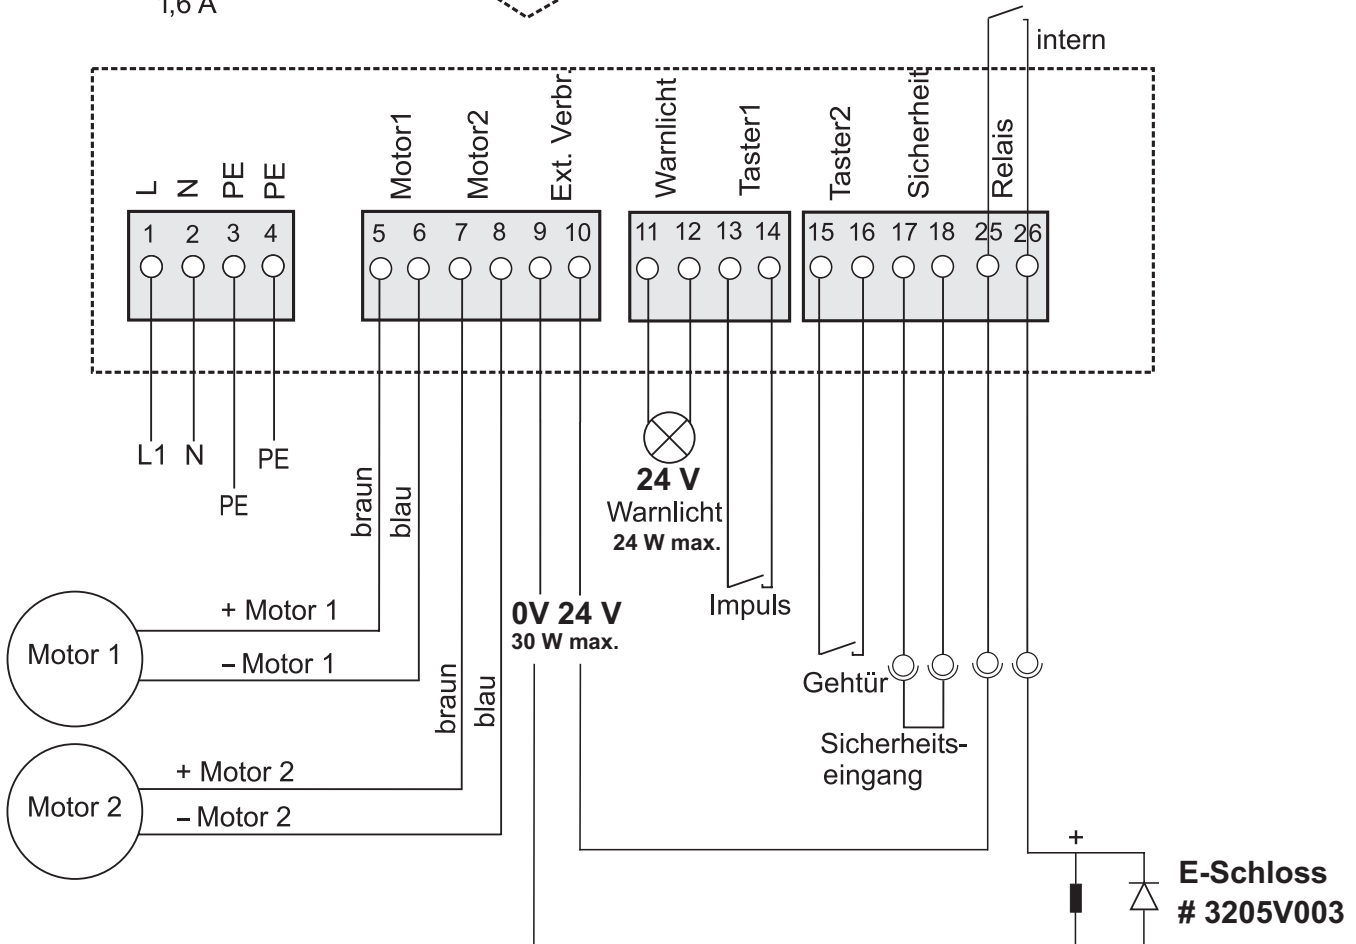 1,6 A
intern
L N PE PE Motor1 Motor2 Ext. Verbr. Warnlicht Taster1 Taster2 Sicherheit Relais
1 2 3 4 5 6 7 8 9 10 11 12 13 14 15 16 17 18 25 26
L1 N PE
PE
braun blau
24 V
Warnlicht
24 W max.
Impuls
0V 24 V
30 W max.
+ Motor 1
Motor 1
– Motor 1
braun blau
Gehtür
Sicherheits-
eingang
+ Motor 2
Motor 2
– Motor 2
+
E-Schloss
# 3205V003